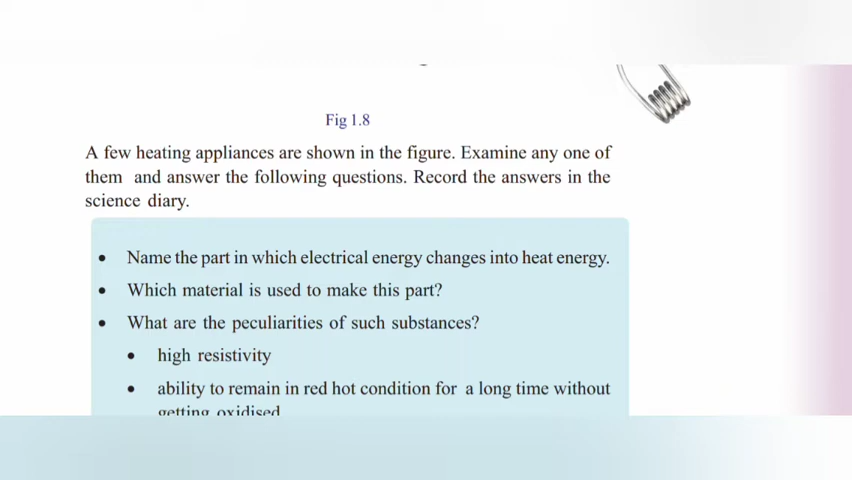 Fig 1.8
A few heating appliances are shown in the figure. Examine any one of
them and answer the following questions. Record the answers in the
science diary.
• Name the part in which electrical energy changes into heat energy.
• Which material is used to make this part?
• What are the peculiarities of such substances?
• high resistivity
• ability to remain in red hot condition for a long time without
getting oxidised